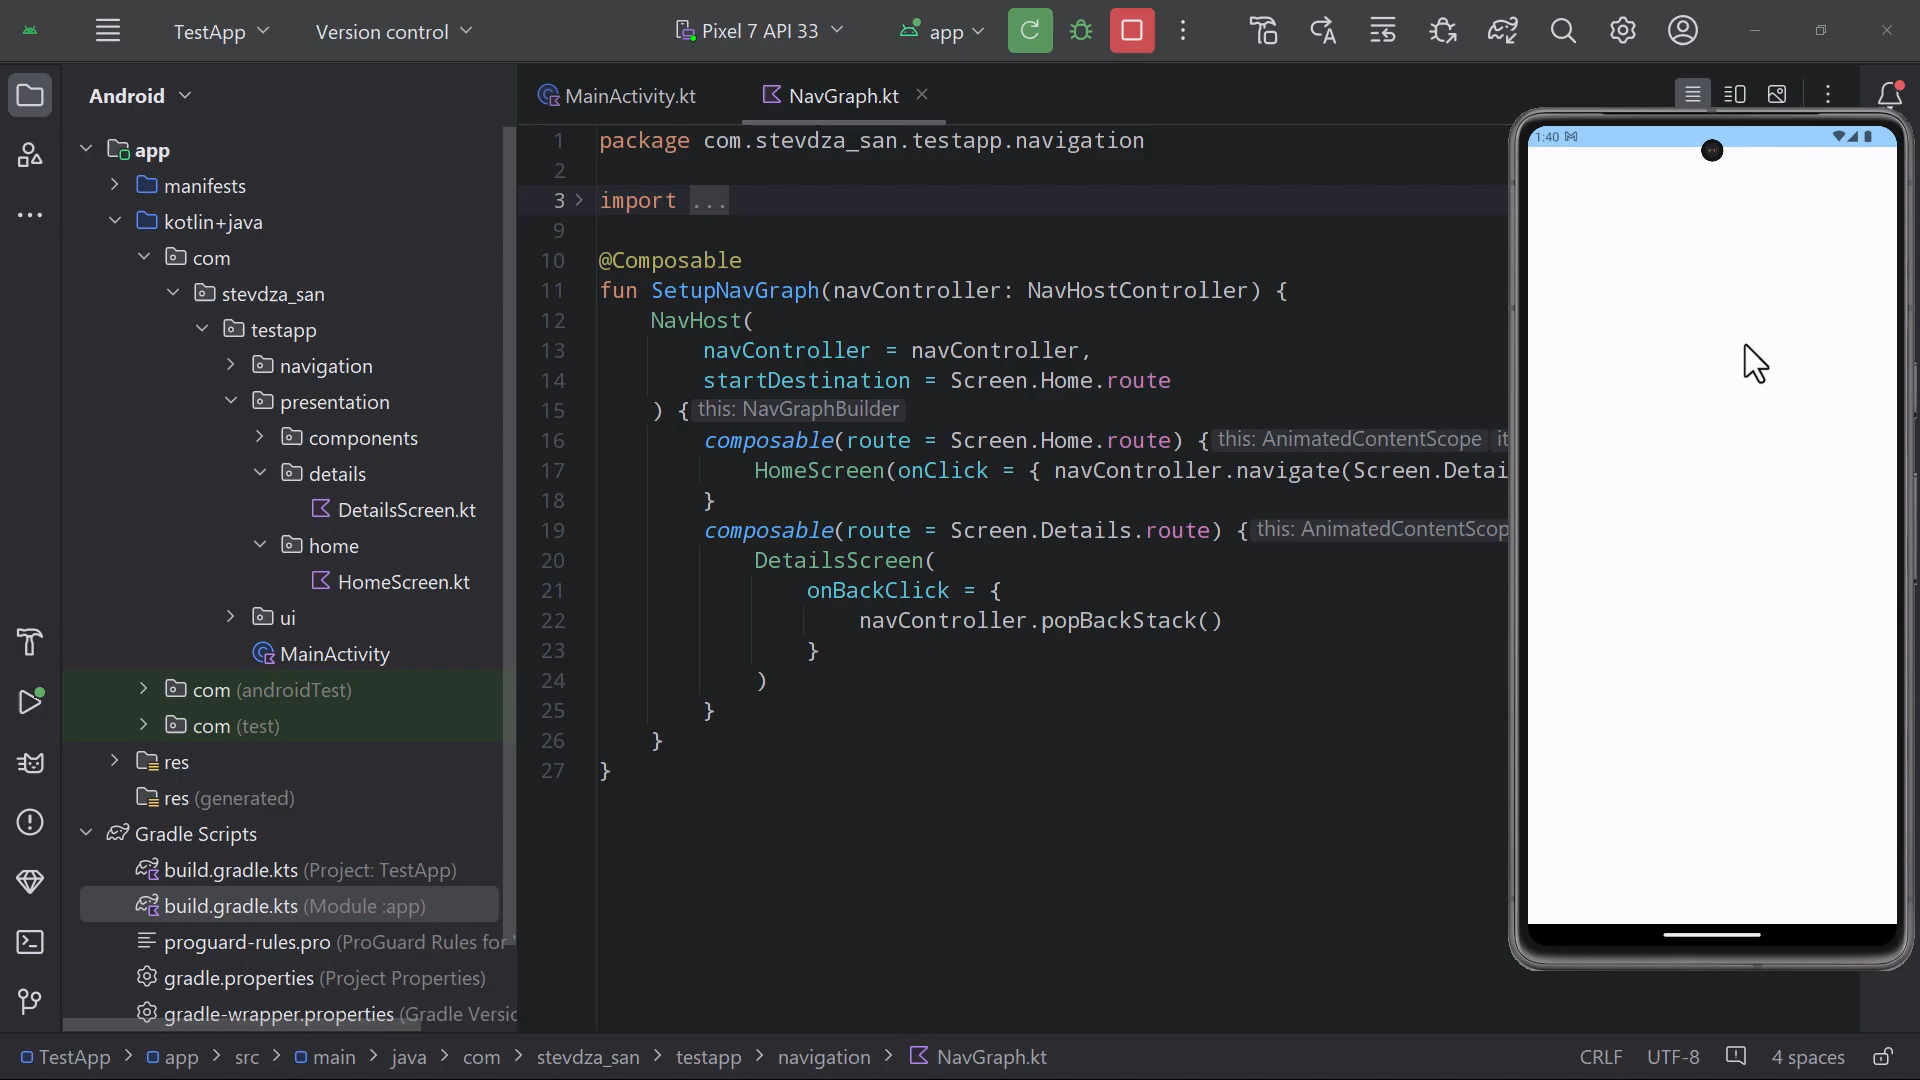 TestApp
Version control
Pixel 7 API 33
app
Android
app
manifests
kotlin+java
com
stevdza_san
testapp
navigation
presentation
components
details
DetailsScreen.kt
home
HomeScreen.kt
ui
MainActivity
com (androidTest)
com (test)
res
res (generated)
Gradle Scripts
build.gradle.kts (Project: TestApp)
build.gradle.kts (Module :app)
proguard-rules.pro (ProGuard Rules for
gradle.properties (Project Properties)
gradle-wrapper.properties (Gradle Versio
MainActivity.kt
NavGraph.kt
1 package com.stevdza_san.testapp.navigation
2
3 import ...
9
10 @Composable
11 fun SetupNavGraph(navController: NavHostController) {
12 NavHost(
13 navController = navController,
14 startDestination = Screen.Home.route
15 ) { this: NavGraphBuilder
16 composable(route = Screen.Home.route) { this: AnimatedContentScope it
17 HomeScreen(onClick = { navController.navigate(Screen.Detai
18 }
19 composable(route = Screen.Details.route) { this: AnimatedContentScop
20 DetailsScreen(
21 onBackClick = {
22 navController.popBackStack()
23 }
24 )
25 }
26 }
27 }
1:40
TestApp > app > src > main > java > com > stevdza_san > testapp > navigation > NavGraph.kt
CRLF UTF-8 4 spaces